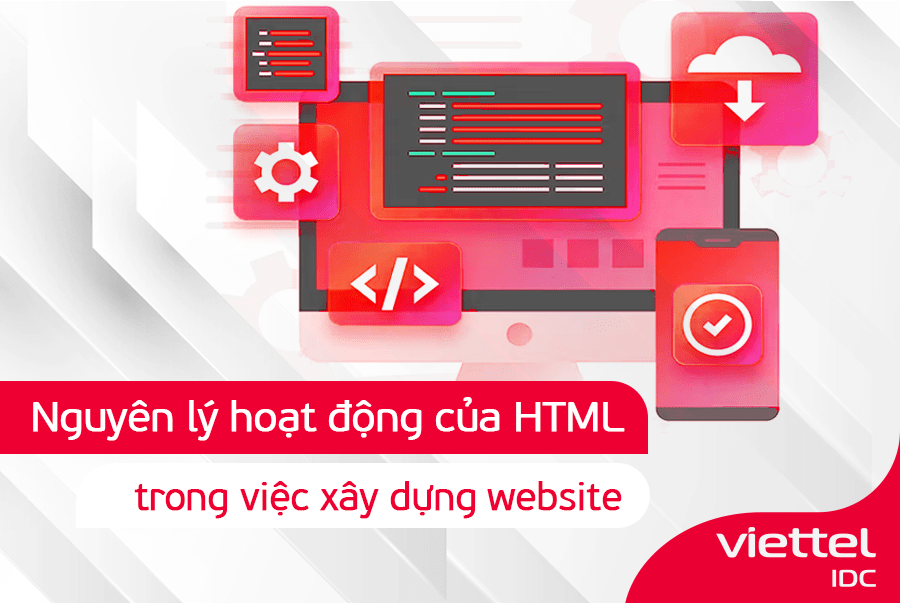 Nguyên lý hoạt động của HTML
trong việc xây dựng website
viettel
IDC